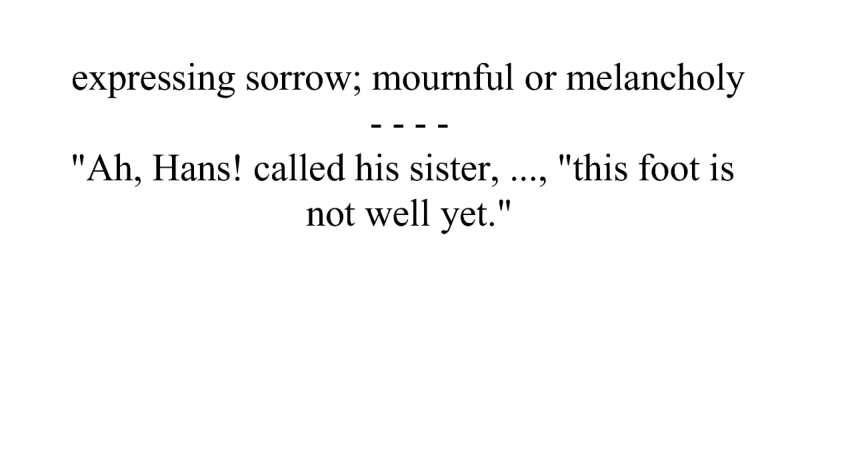 expressing sorrow; mournful or melancholy
- - - -
"Ah, Hans! called his sister, ..., "this foot is
not well yet."